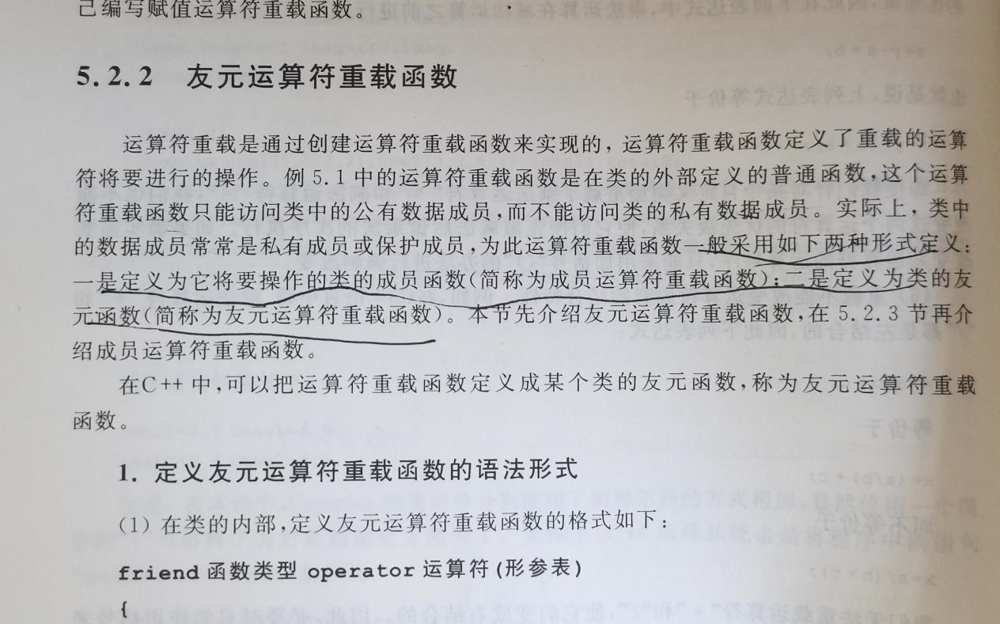 己编写赋值运算符重载函数。
5.2.2 友元运算符重载函数
运算符重载是通过创建运算符重载函数来实现的，运算符重载函数定义了重载的运算
符将要进行的操作。例 5.1 中的运算符重载函数是在类的外部定义的普通函数，这个运算
符重载函数只能访问类中的公有数据成员，而不能访问类的私有数据成员。实际上，类中
的数据成员常常是私有成员或保护成员，为此运算符重载函数一般采用如下两种形式定义：
一是定义为它将要操作的类的成员函数(简称为成员运算符重载函数)；二是定义为类的友
元函数(简称为友元运算符重载函数)。本节先介绍友元运算符重载函数，在 5.2.3 节再介
绍成员运算符重载函数。
在C++中，可以把运算符重载函数定义成某个类的友元函数，称为友元运算符重载
函数。
1. 定义友元运算符重载函数的语法形式
(1) 在类的内部，定义友元运算符重载函数的格式如下：
friend 函数类型 operator 运算符(形参表)
{